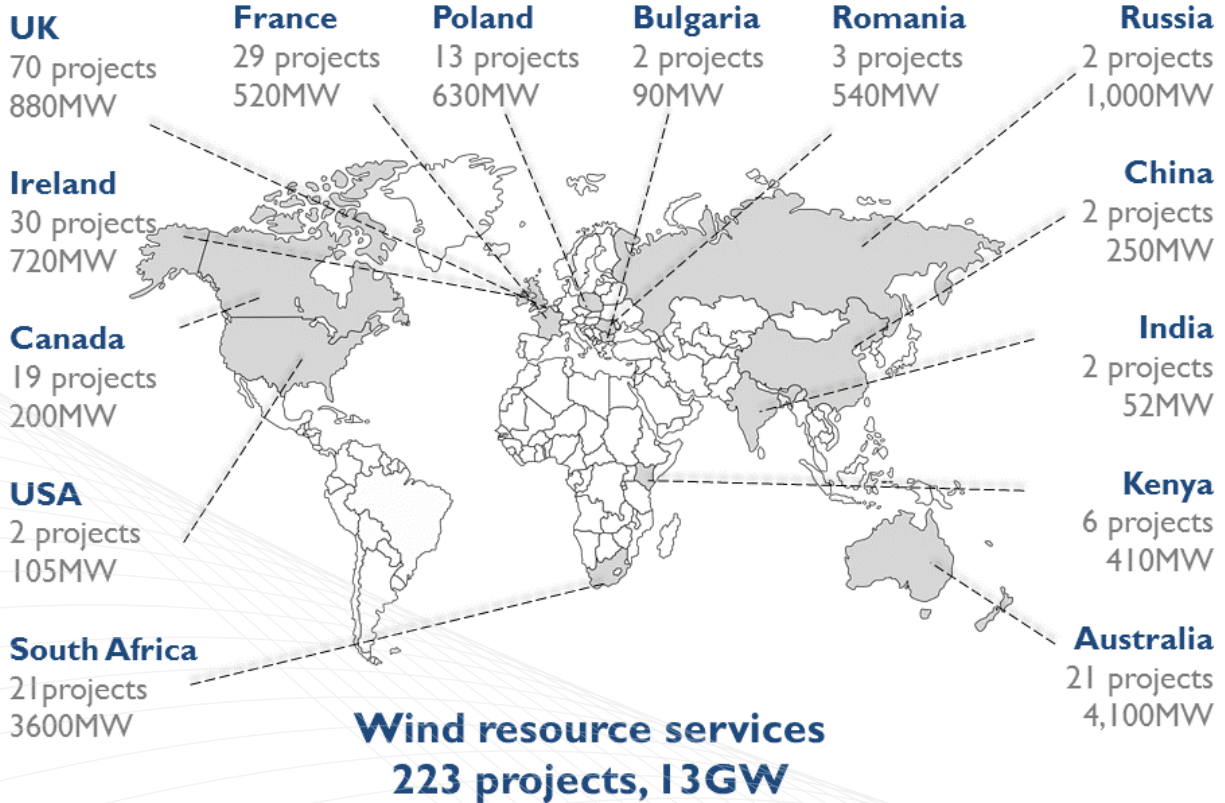 UK
70 projects
880MW
France
29 projects
520MW
Poland
13 projects
630MW
Bulgaria
2 projects
90MW
Romania
3 projects
540MW
Russia
2 projects
1,000MW
Ireland
30 projects
720MW
China
2 projects
250MW
Canada
19 projects
200MW
India
2 projects
52MW
USA
2 projects
105MW
Kenya
6 projects
410MW
South Africa
21projects
3600MW
Australia
21 projects
4,100MW
Wind resource services
223 projects, 13GW